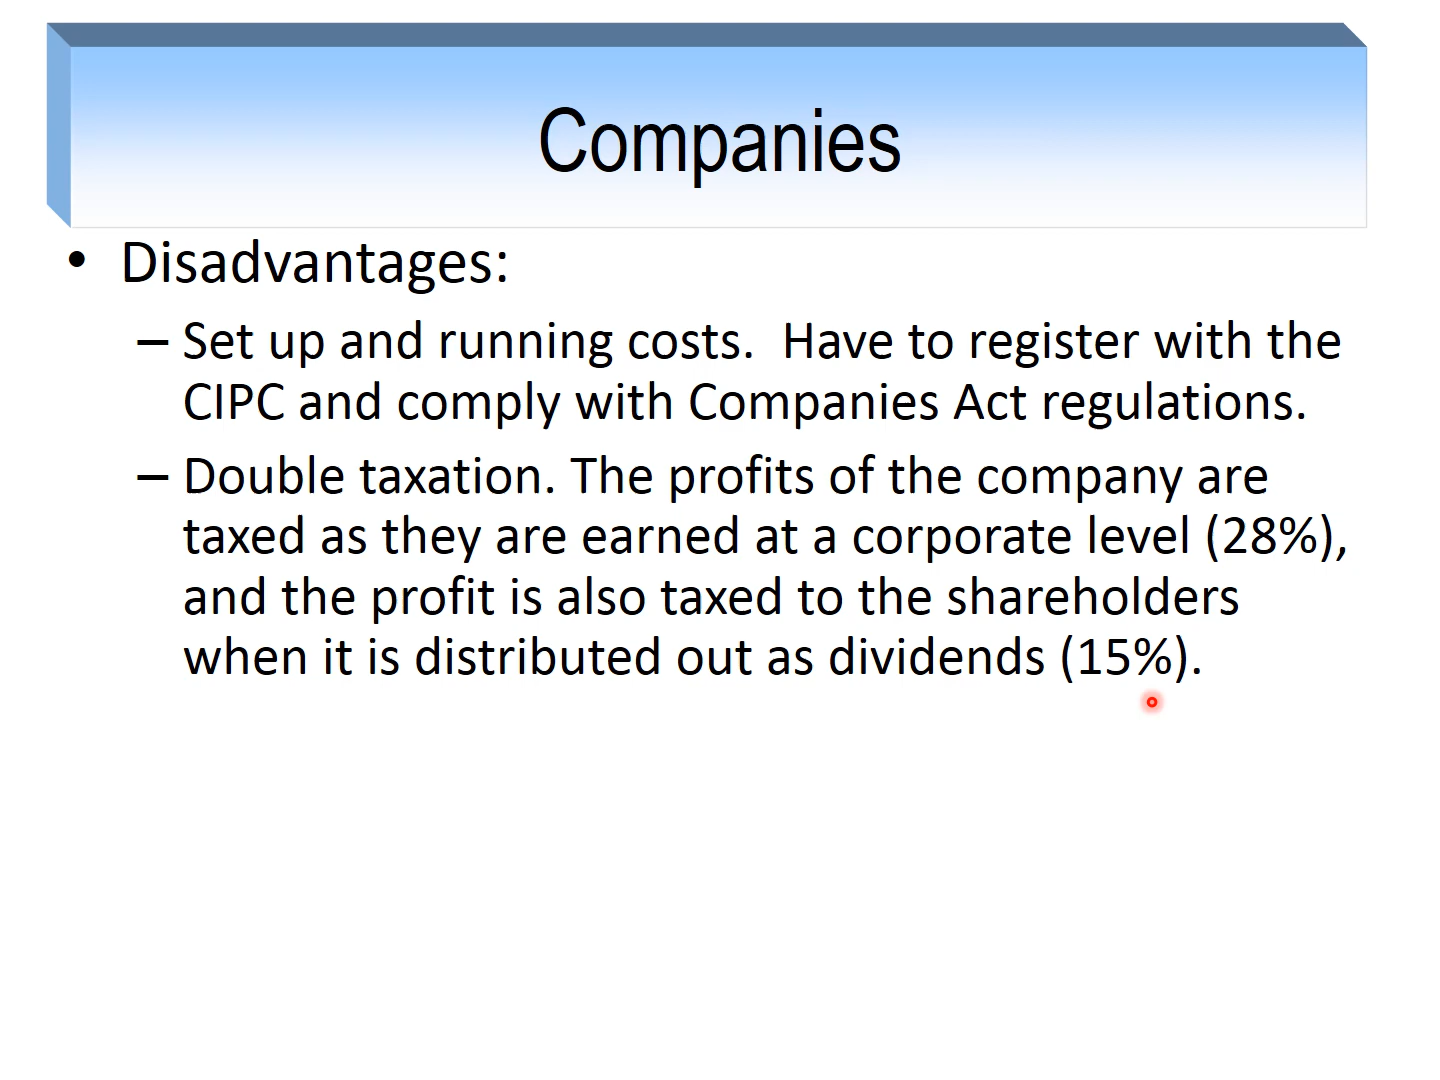 Companies
• Disadvantages:
– Set up and running costs.  Have to register with the
CIPC and comply with Companies Act regulations.
– Double taxation. The profits of the company are
taxed as they are earned at a corporate level (28%),
and the profit is also taxed to the shareholders
when it is distributed out as dividends (15%).